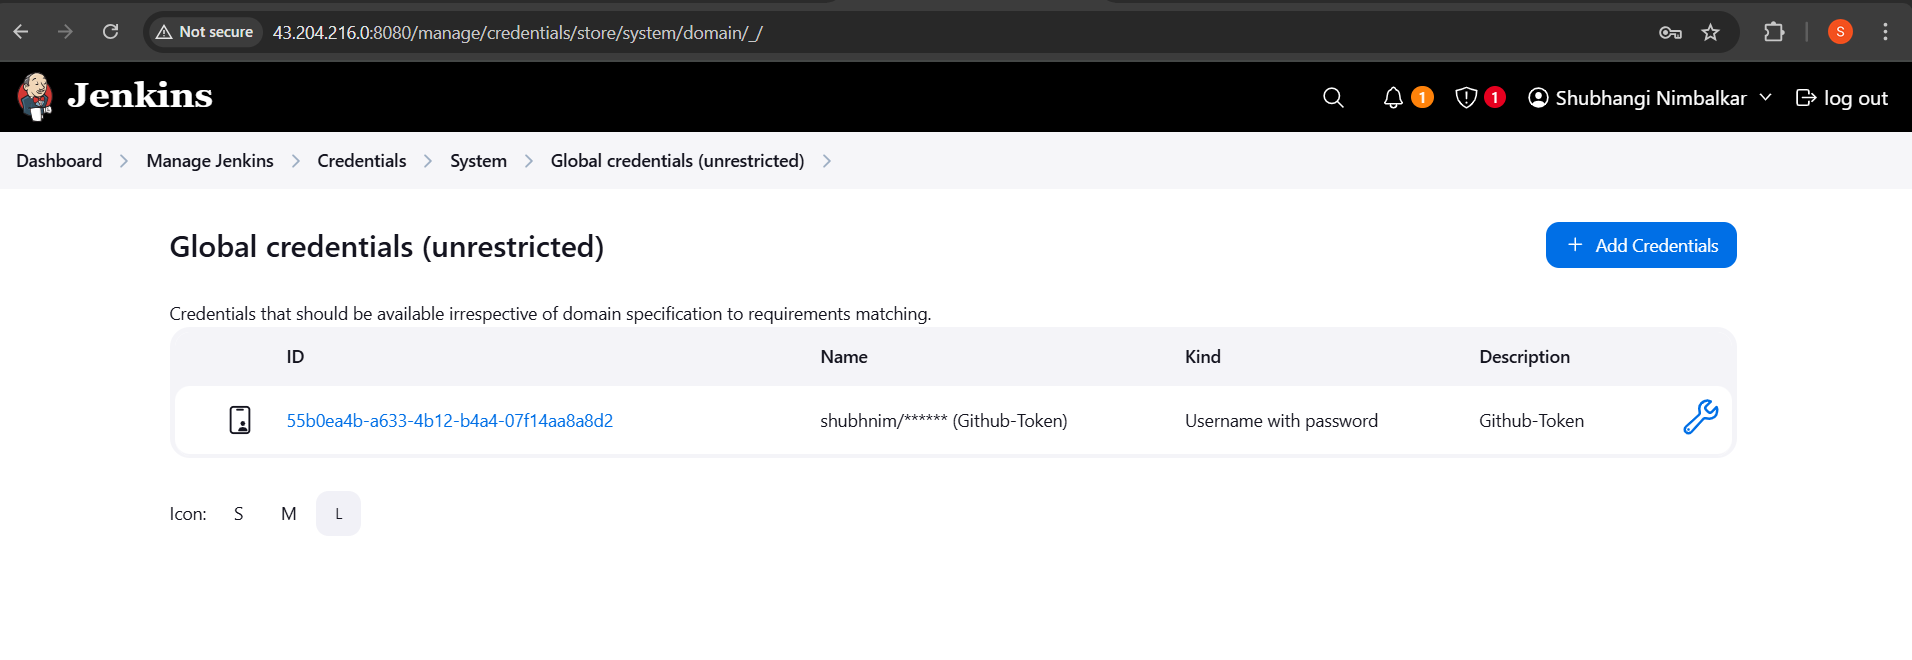 Not secure 43.204.216.0:8080/manage/credentials/store/system/domain/_/ S
Jenkins 1 1 Shubhangi Nimbalkar log out
Dashboard Manage Jenkins Credentials System Global credentials (unrestricted)
Global credentials (unrestricted) + Add Credentials
Credentials that should be available irrespective of domain specification to requirements matching.
ID Name Kind Description
55b0ea4b-a633-4b12-b4a4-07f14aa8a8d2 shubhnim/****** (Github-Token) Username with password Github-Token
Icon: S M L